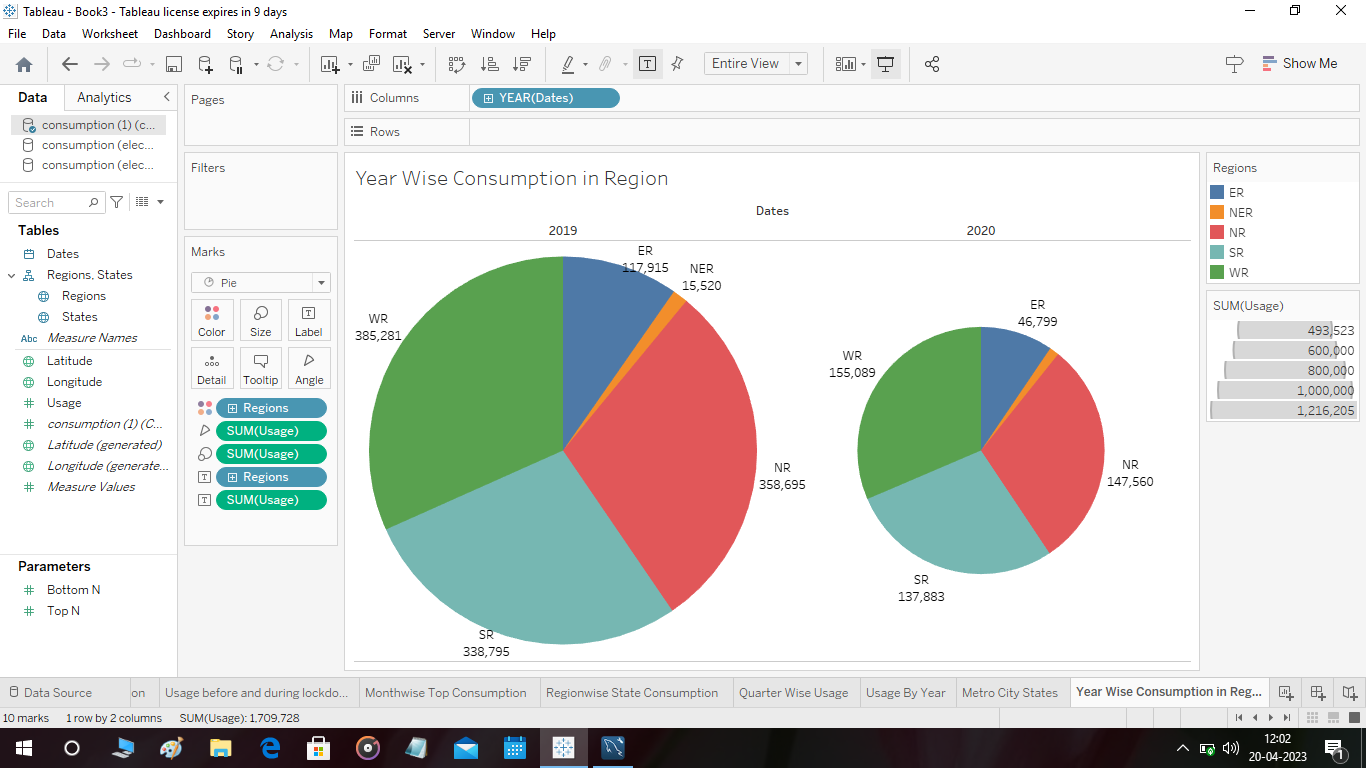 Tableau - Book3 - Tableau license expires in 9 days
File Data Worksheet Dashboard Story Analysis Map Format Server Window Help
Entire View
Show Me
Data Analytics
consumption (1) (c...
consumption (elec...
consumption (elec...
Search
Tables
Dates
Regions, States
Regions
States
Abc Measure Names
Latitude
Longitude
Usage
consumption (1) (C...
Latitude (generated)
Longitude (generate...
Measure Values
Parameters
Bottom N
Top N
Pages
Filters
Marks
Pie
Color Size Label
Detail Tooltip Angle
Regions
SUM(Usage)
SUM(Usage)
Regions
SUM(Usage)
Columns YEAR(Dates)
Rows
Year Wise Consumption in Region
Dates
2019 2020
ER
117,915
NER
15,520
WR
385,281
NR
358,695
SR
338,795
ER
46,799
WR
155,089
NR
147,560
SR
137,883
Regions
ER
NER
NR
SR
WR
SUM(Usage)
493,523
600,000
800,000
1,000,000
1,216,205
Data Source on Usage before and during lockdo... Monthwise Top Consumption Regionwise State Consumption Quarter Wise Usage Usage By Year Metro City States Year Wise Consumption in Reg...
10 marks 1 row by 2 columns SUM(Usage): 1,709,728
12:02
20-04-2023
1